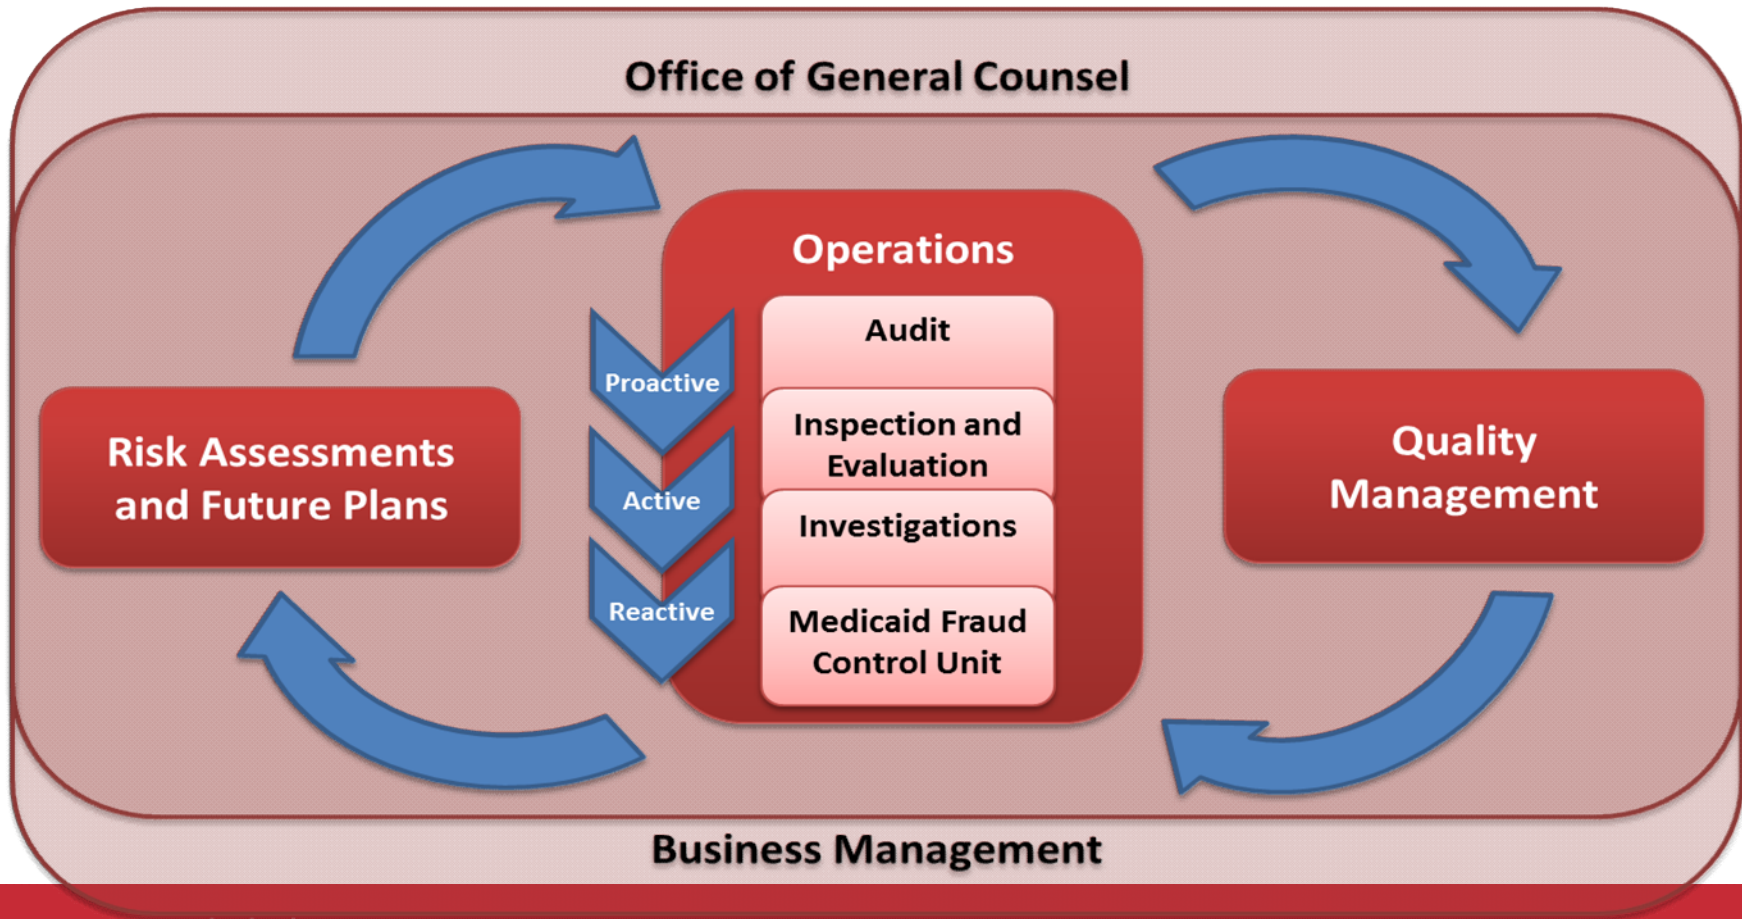 Office of General Counsel
Operations
Audit
Proactive
Inspection and
Evaluation
Active
Investigations
Reactive
Medicaid Fraud
Control Unit
Risk Assessments
and Future Plans
Quality
Management
Business Management